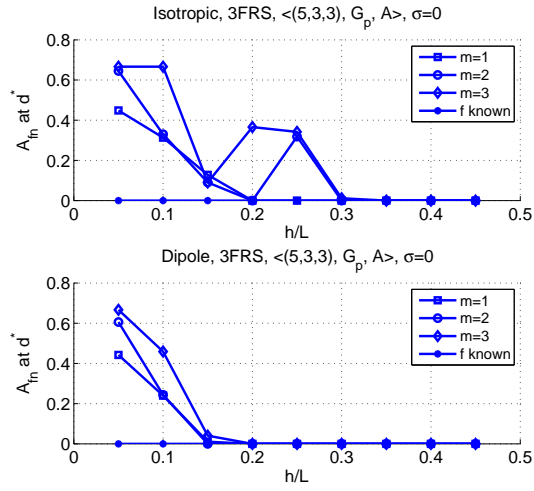 Isotropic, 3FRS, <(5,3,3), G_p, A>, σ=0
A_fn at d^*
0.8
0.6
0.4
0.2
0
0 0.1 0.2 0.3 0.4 0.5
h/L
m=1
m=2
m=3
f known
Dipole, 3FRS, <(5,3,3), G_p, A>, σ=0
A_fn at d^*
0.8
0.6
0.4
0.2
0
0 0.1 0.2 0.3 0.4 0.5
h/L
m=1
m=2
m=3
f known